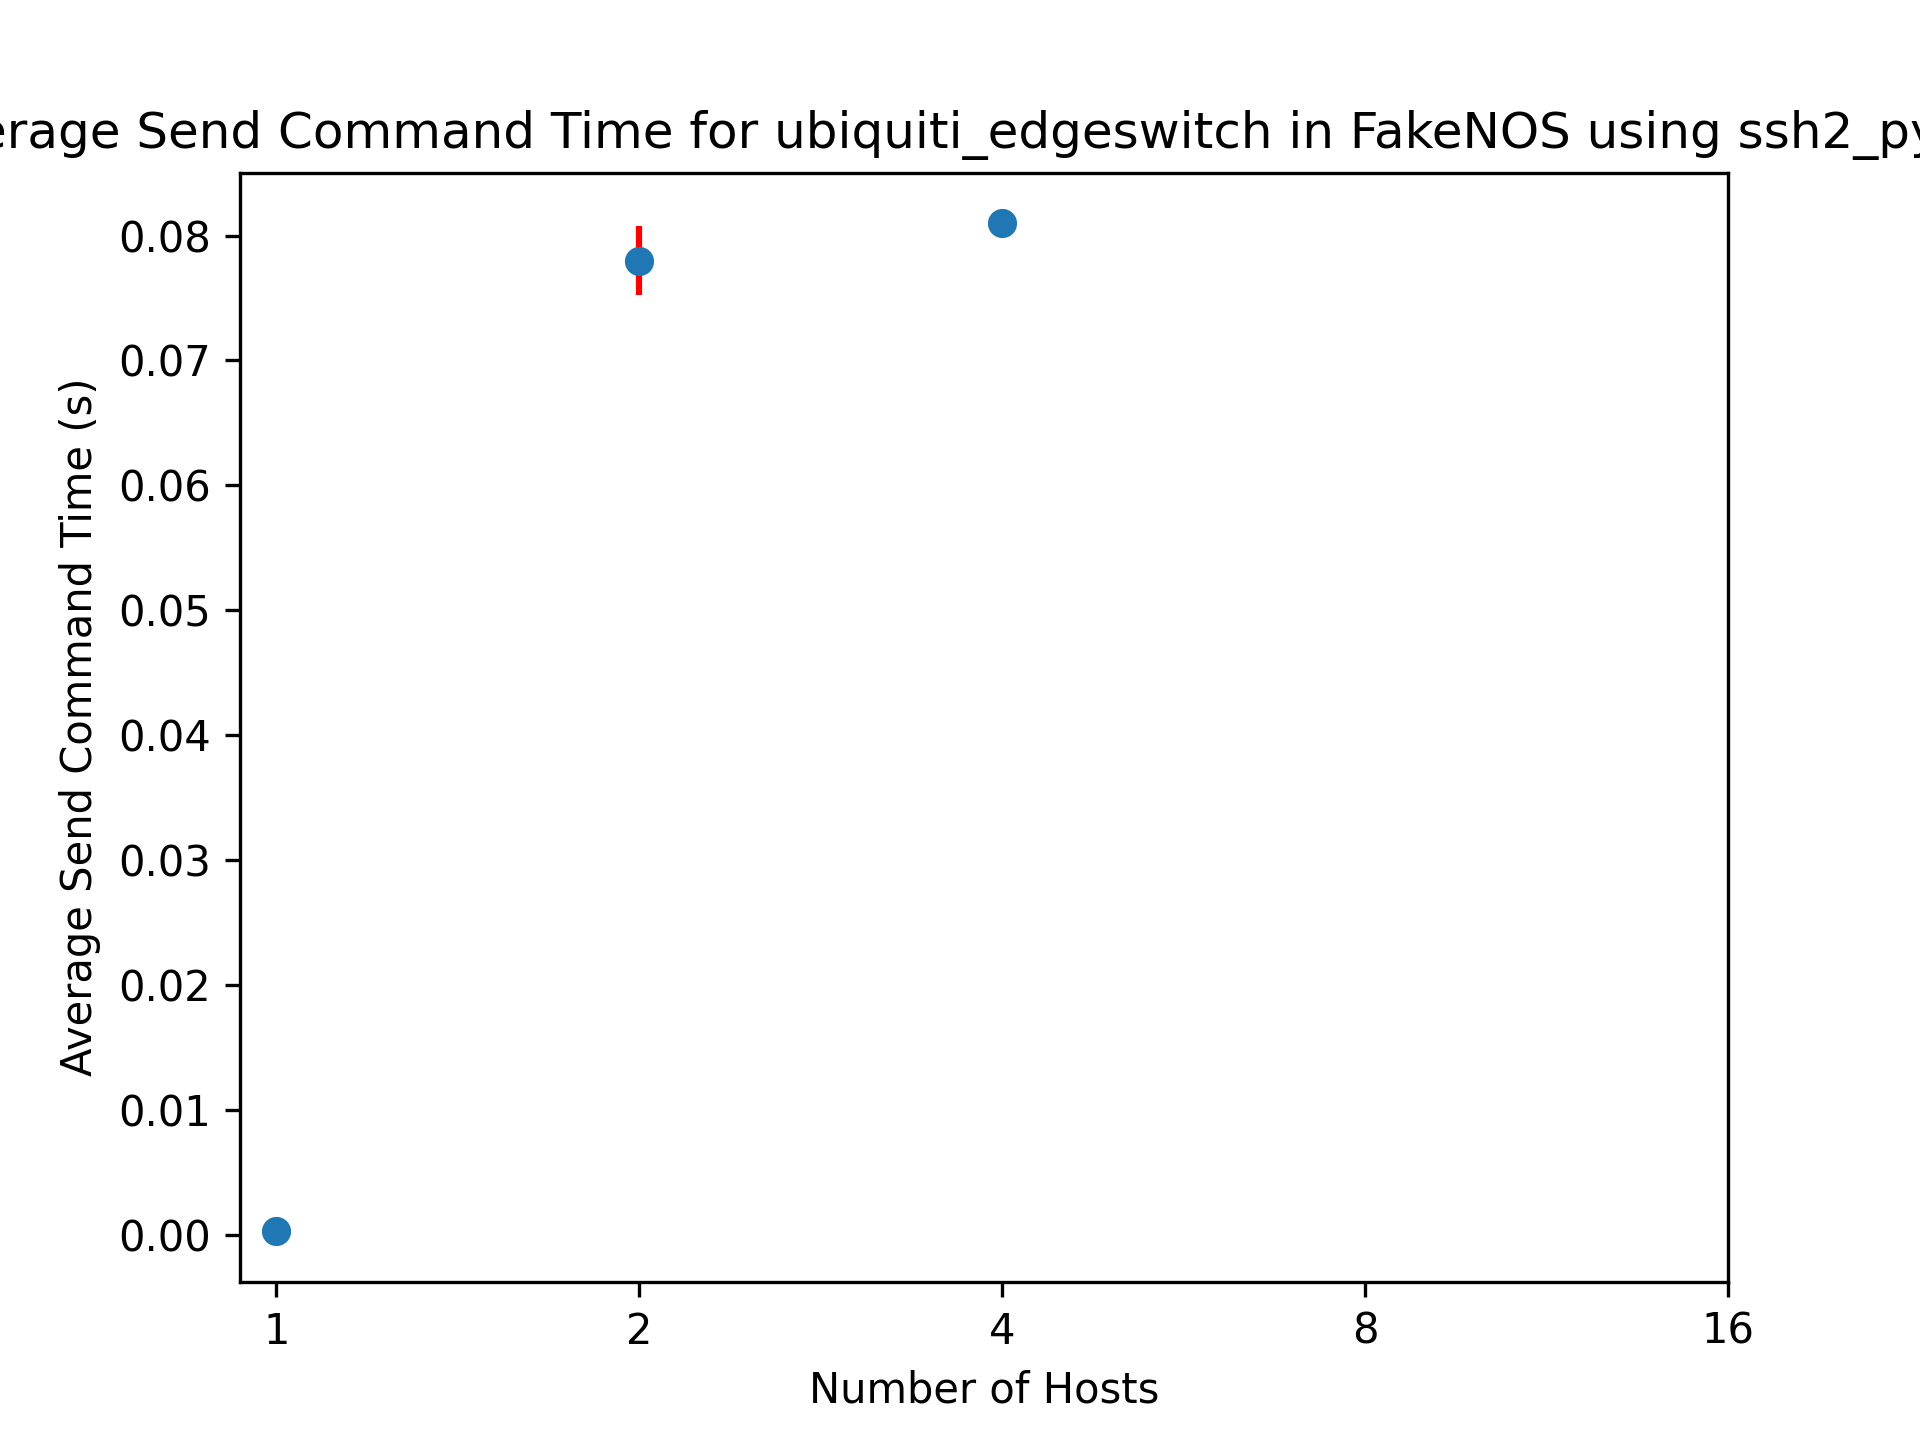 erage Send Command Time for ubiquiti_edgeswitch in FakeNOS using ssh2_py
0.08
0.07
0.06
0.05
0.04
0.03
0.02
0.01
0.00
Average Send Command Time (s)
1 2 4 8 16
Number of Hosts